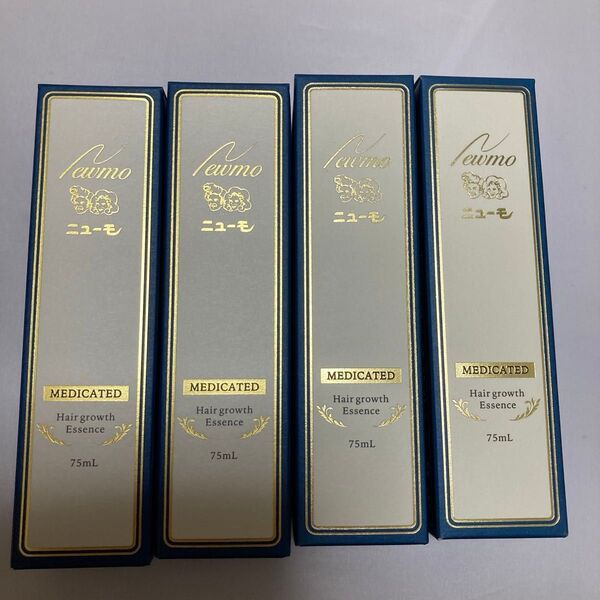 Newmo
ニューモ
MEDICATED
Hair growth
Essence
75mL
Newmo
ニューモ
MEDICATED
Hair growth
Essence
75mL
Newmo
ニューモ
MEDICATED
Hair growth
Essence
75mL
Newmo
ニューモ
MEDICATED
Hair growth
Essence
75mL